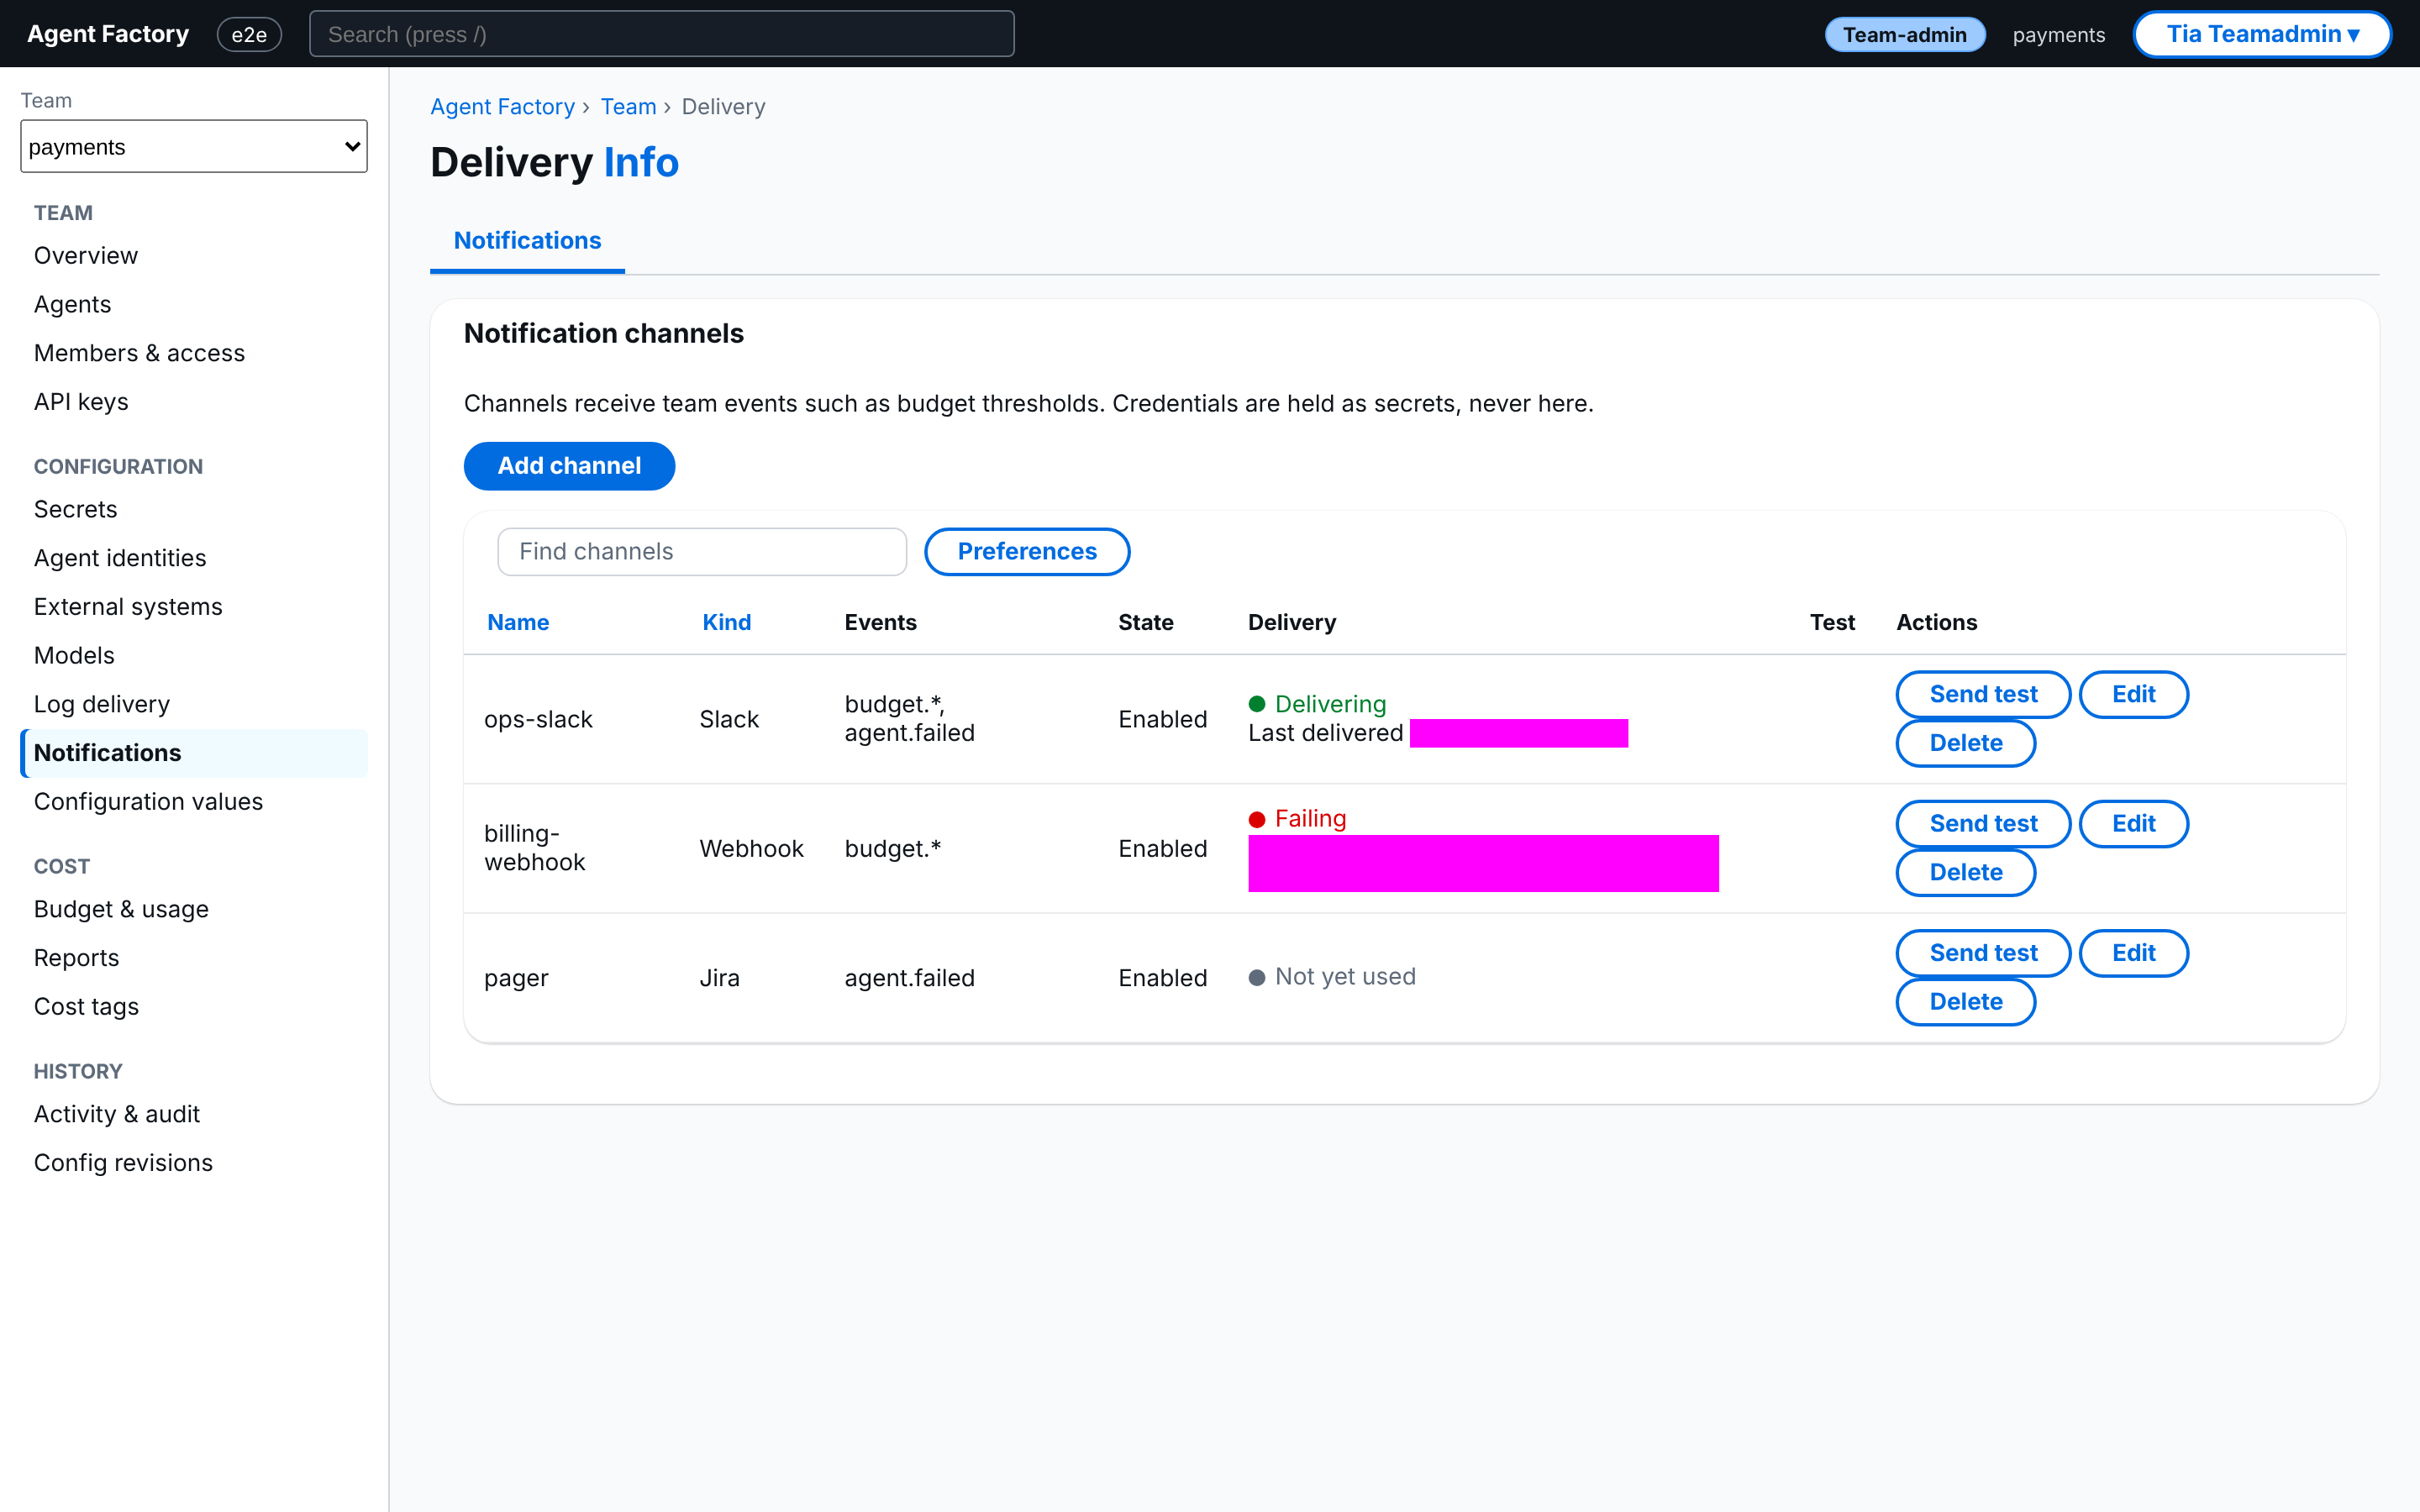 Agent Factory e2e Search (press /) Team-admin payments Tia Teamadmin ▾
Team
payments
TEAM
Overview
Agents
Members & access
API keys
CONFIGURATION
Secrets
Agent identities
External systems
Models
Log delivery
Notifications
Configuration values
COST
Budget & usage
Reports
Cost tags
HISTORY
Activity & audit
Config revisions
Agent Factory › Team › Delivery
Delivery Info
Notifications
Notification channels
Channels receive team events such as budget thresholds. Credentials are held as secrets, never here.
Add channel
Find channels Preferences
Name Kind Events State Delivery Test Actions
ops-slack Slack budget.*, agent.failed Enabled Delivering Last delivered Send test Edit Delete
billing-webhook Webhook budget.* Enabled Failing Send test Edit Delete
pager Jira agent.failed Enabled Not yet used Send test Edit Delete